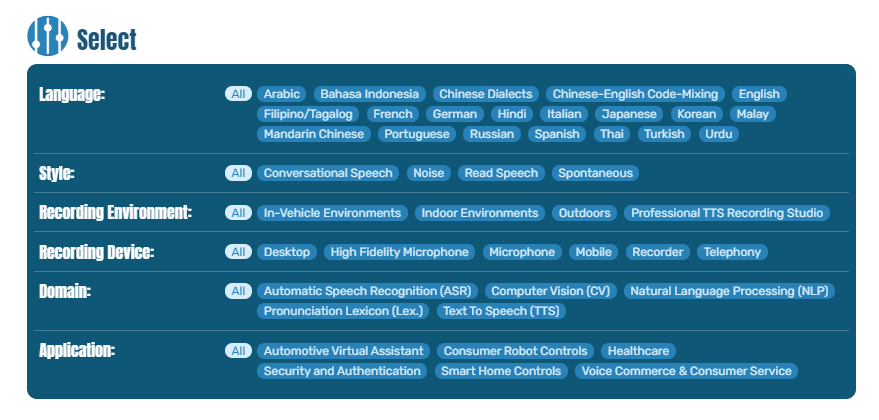 Select
Language: All Arabic Bahasa Indonesia Chinese Dialects Chinese-English Code-Mixing English
Filipino/Tagalog French German Hindi Italian Japanese Korean Malay
Mandarin Chinese Portuguese Russian Spanish Thai Turkish Urdu
Style: All Conversational Speech Noise Read Speech Spontaneous
Recording Environment: All In-Vehicle Environments Indoor Environments Outdoors Professional TTS Recording Studio
Recording Device: All Desktop High Fidelity Microphone Microphone Mobile Recorder Telephony
Domain: All Automatic Speech Recognition (ASR) Computer Vision (CV) Natural Language Processing (NLP)
Pronunciation Lexicon (Lex.) Text To Speech (TTS)
Application: All Automotive Virtual Assistant Consumer Robot Controls Healthcare
Security and Authentication Smart Home Controls Voice Commerce & Consumer Service